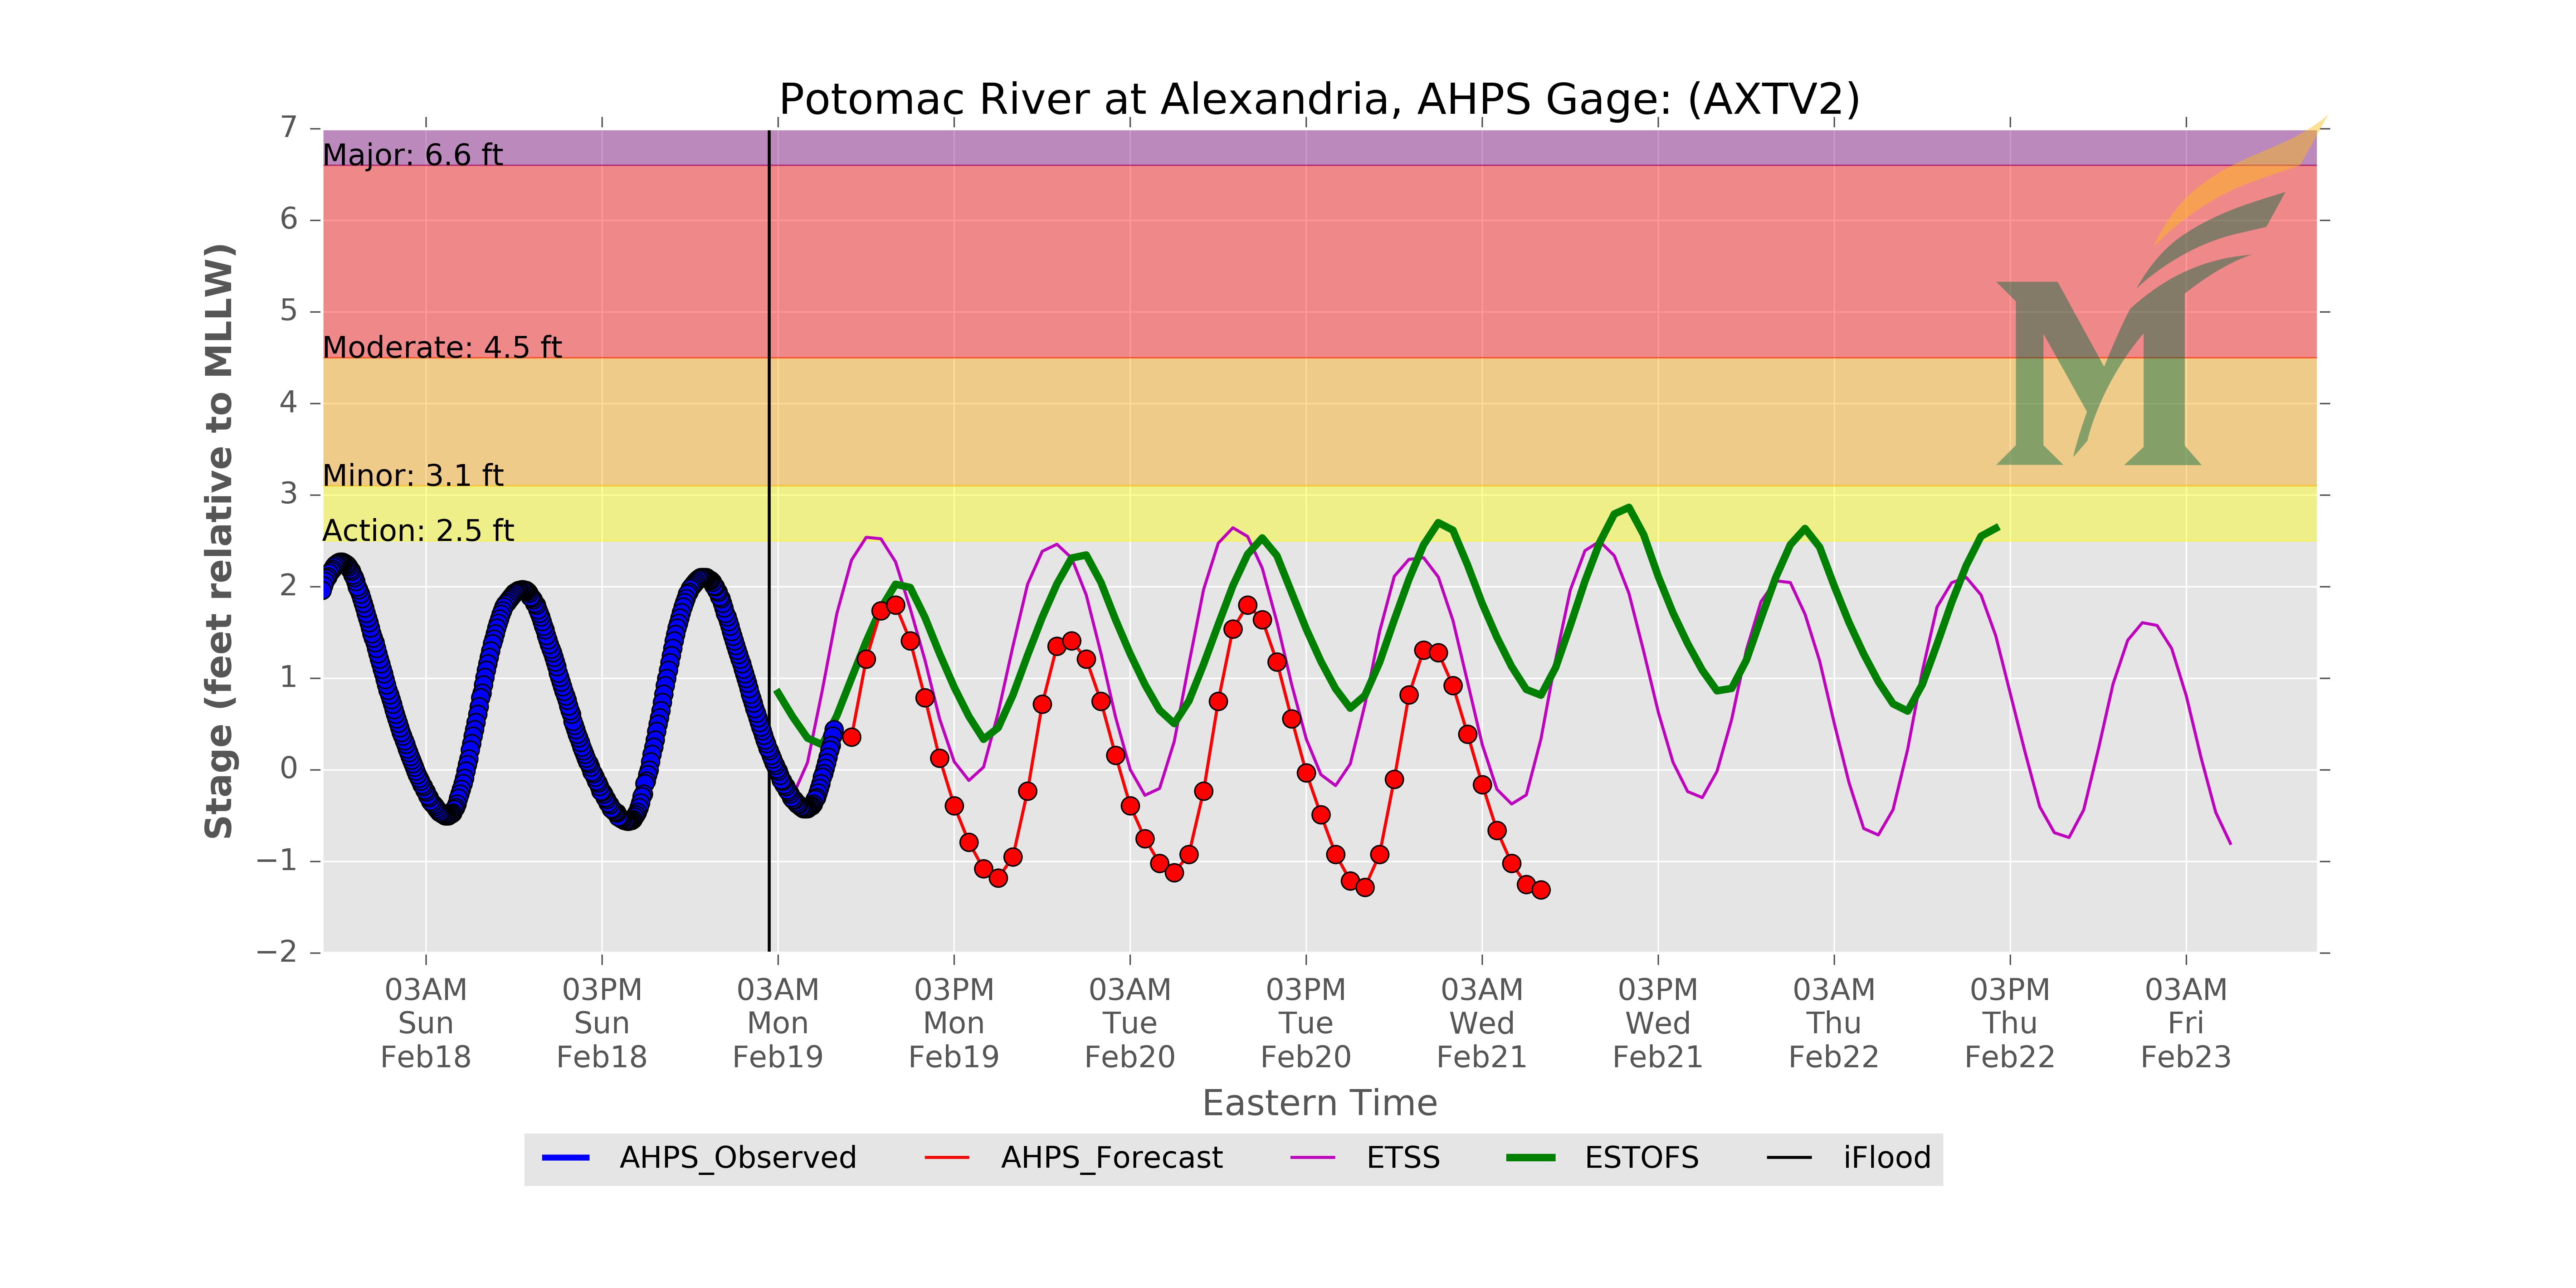 Potomac River at Alexandria, AHPS Gage: (AXTV2)
Stage (feet relative to MLLW)
7
6
5
4
3
2
1
0
−1
−2
Major: 6.6 ft
Moderate: 4.5 ft
Minor: 3.1 ft
Action: 2.5 ft
M
03AM 03PM 03AM 03PM 03AM 03PM 03AM 03PM 03AM 03PM 03AM
Sun Sun Mon Mon Tue Tue Wed Wed Thu Thu Fri
Feb18 Feb18 Feb19 Feb19 Feb20 Feb20 Feb21 Feb21 Feb22 Feb22 Feb23
Eastern Time
AHPS_Observed AHPS_Forecast ETSS ESTOFS iFlood